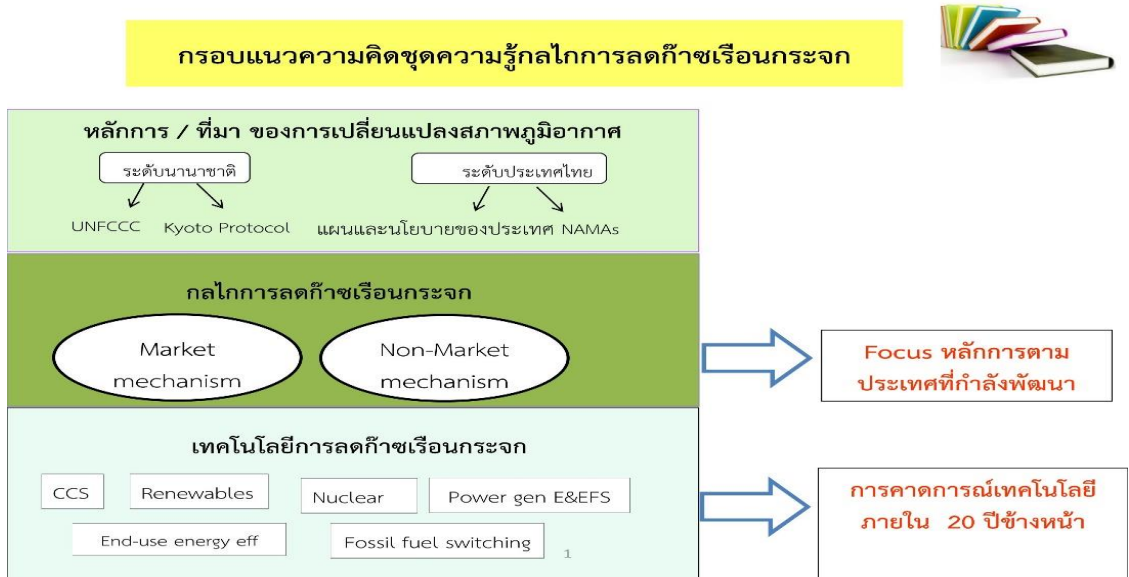 กรอบแนวความคิดชุดความรู้กลไกการลดก๊าซเรือนกระจก
หลักการ / ที่มา ของการเปลี่ยนแปลงสภาพภูมิอากาศ
ระดับนานาชาติ
ระดับประเทศไทย
UNFCCC
Kyoto Protocol
แผนและนโยบายของประเทศ
NAMAs
กลไกการลดก๊าซเรือนกระจก
Market
mechanism
Non-Market
mechanism
Focus หลักการตาม
ประเทศที่กำลังพัฒนา
เทคโนโลยีการลดก๊าซเรือนกระจก
CCS
Renewables
Nuclear
Power gen E&EFS
End-use energy eff
Fossil fuel switching
1
การคาดการณ์เทคโนโลยี
ภายใน 20 ปีข้างหน้า